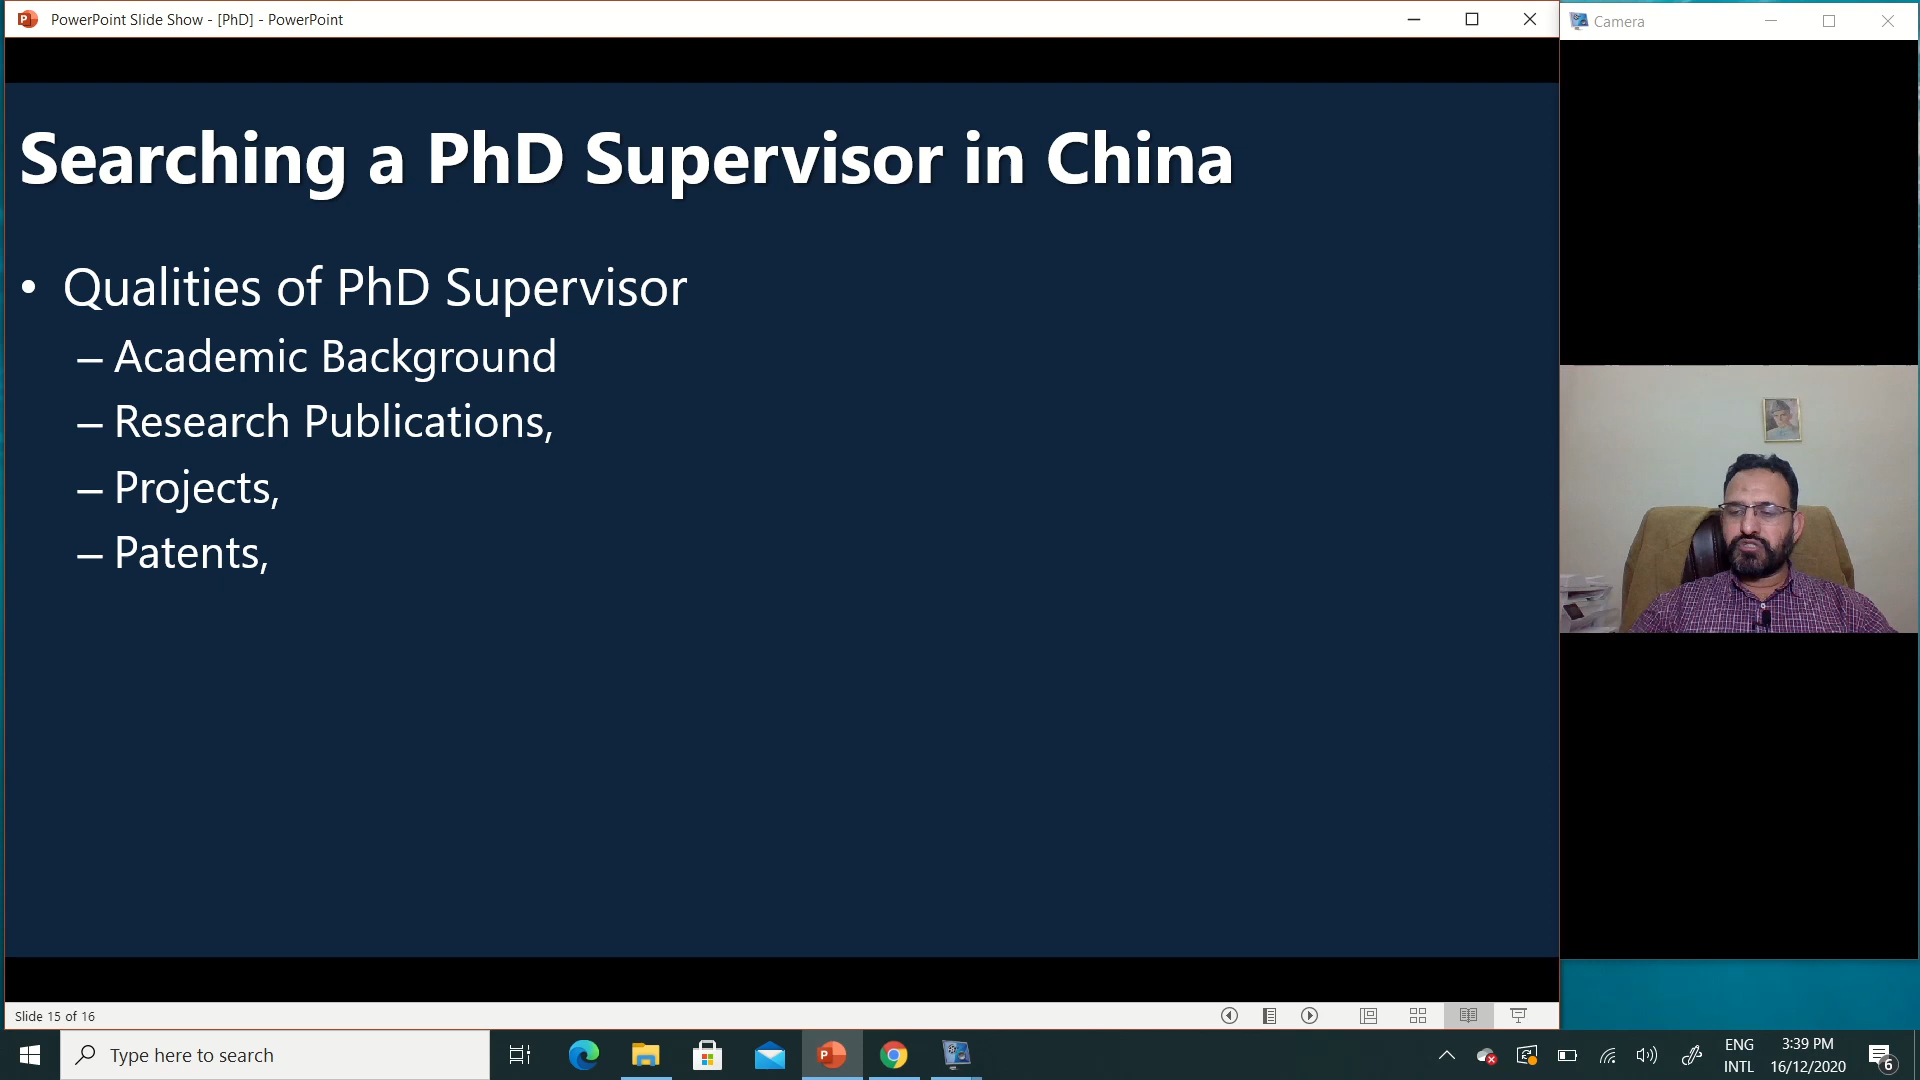 PowerPoint Slide Show - [PhD] - PowerPoint
Camera
Searching a PhD Supervisor in China
• Qualities of PhD Supervisor
– Academic Background
– Research Publications,
– Projects,
– Patents,
Slide 15 of 16
Type here to search
ENG
INTL
3:39 PM
16/12/2020
6